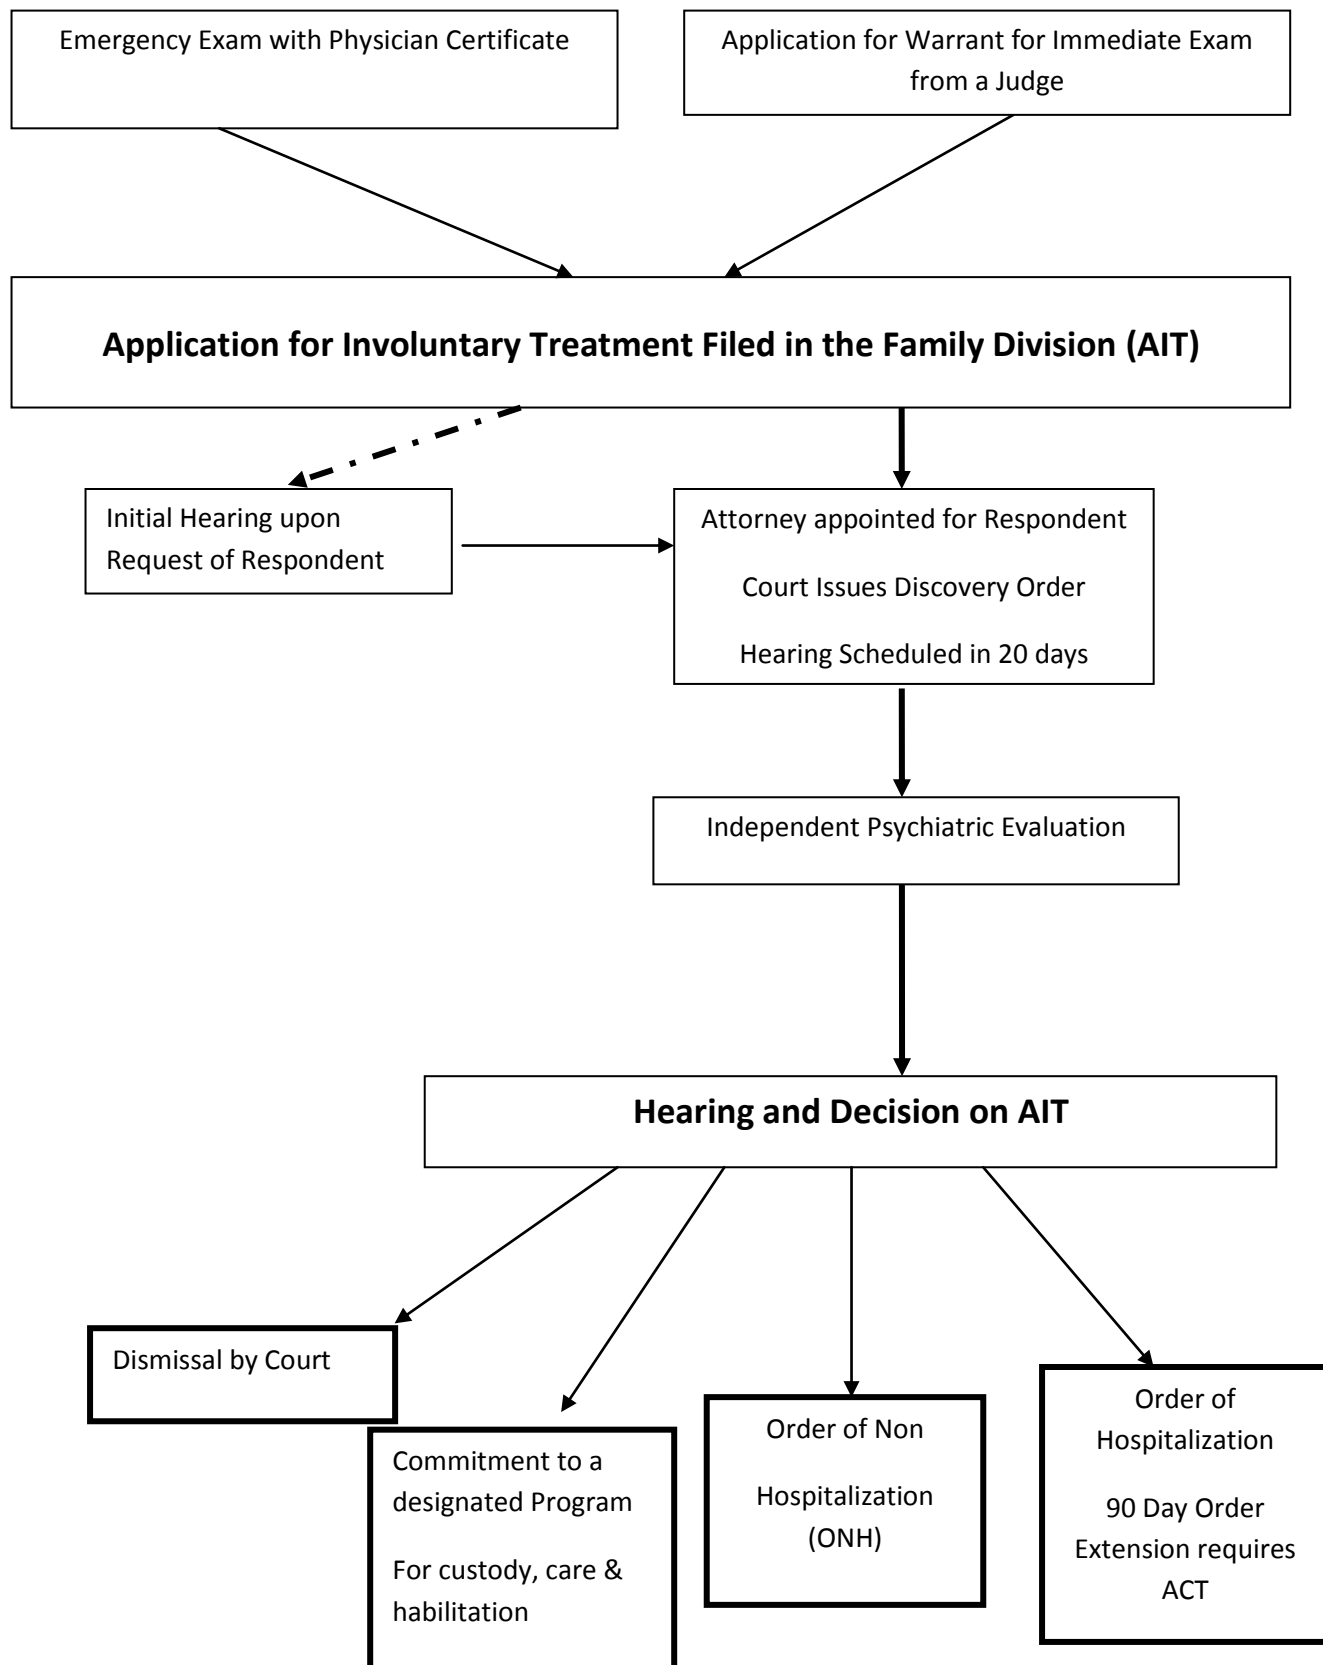 Emergency Exam with Physician Certificate
Application for Warrant for Immediate Exam
from a Judge
Application for Involuntary Treatment Filed in the Family Division (AIT)
Initial Hearing upon
Request of Respondent
Attorney appointed for Respondent
Court Issues Discovery Order
Hearing Scheduled in 20 days
Independent Psychiatric Evaluation
Hearing and Decision on AIT
Dismissal by Court
Commitment to a
designated Program
For custody, care &
habilitation
Order of Non
Hospitalization
(ONH)
Order of
Hospitalization
90 Day Order
Extension requires
ACT